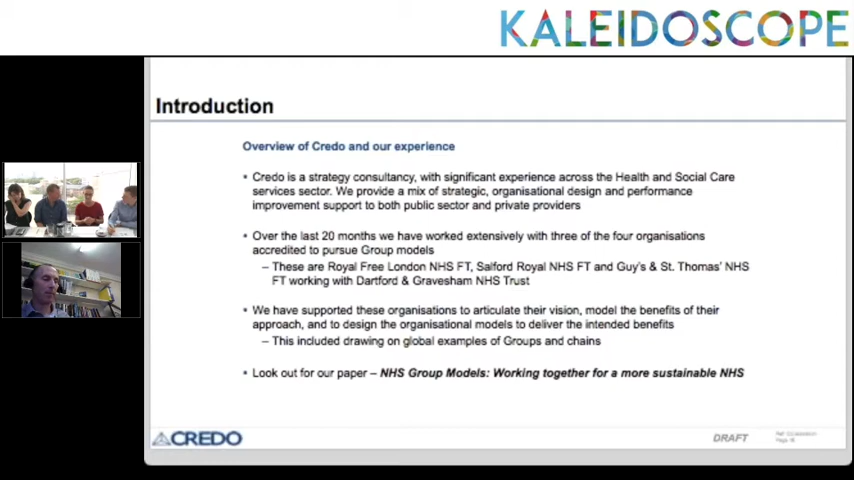 KALEIDOSCOPE
Introduction
Overview of Credo and our experience
▪ Credo is a strategy consultancy, with significant experience across the Health and Social Care
services sector. We provide a mix of strategic, organisational design and performance
improvement support to both public sector and private providers
▪ Over the last 20 months we have worked extensively with three of the four organisations
accredited to pursue Group models
– These are Royal Free London NHS FT, Salford Royal NHS FT and Guy's & St. Thomas' NHS
FT working with Dartford & Gravesham NHS Trust
▪ We have supported these organisations to articulate their vision, model the benefits of their
approach, and to design the organisational models to deliver the intended benefits
– This included drawing on global examples of Groups and chains
▪ Look out for our paper – NHS Group Models: Working together for a more sustainable NHS
CREDO
DRAFT